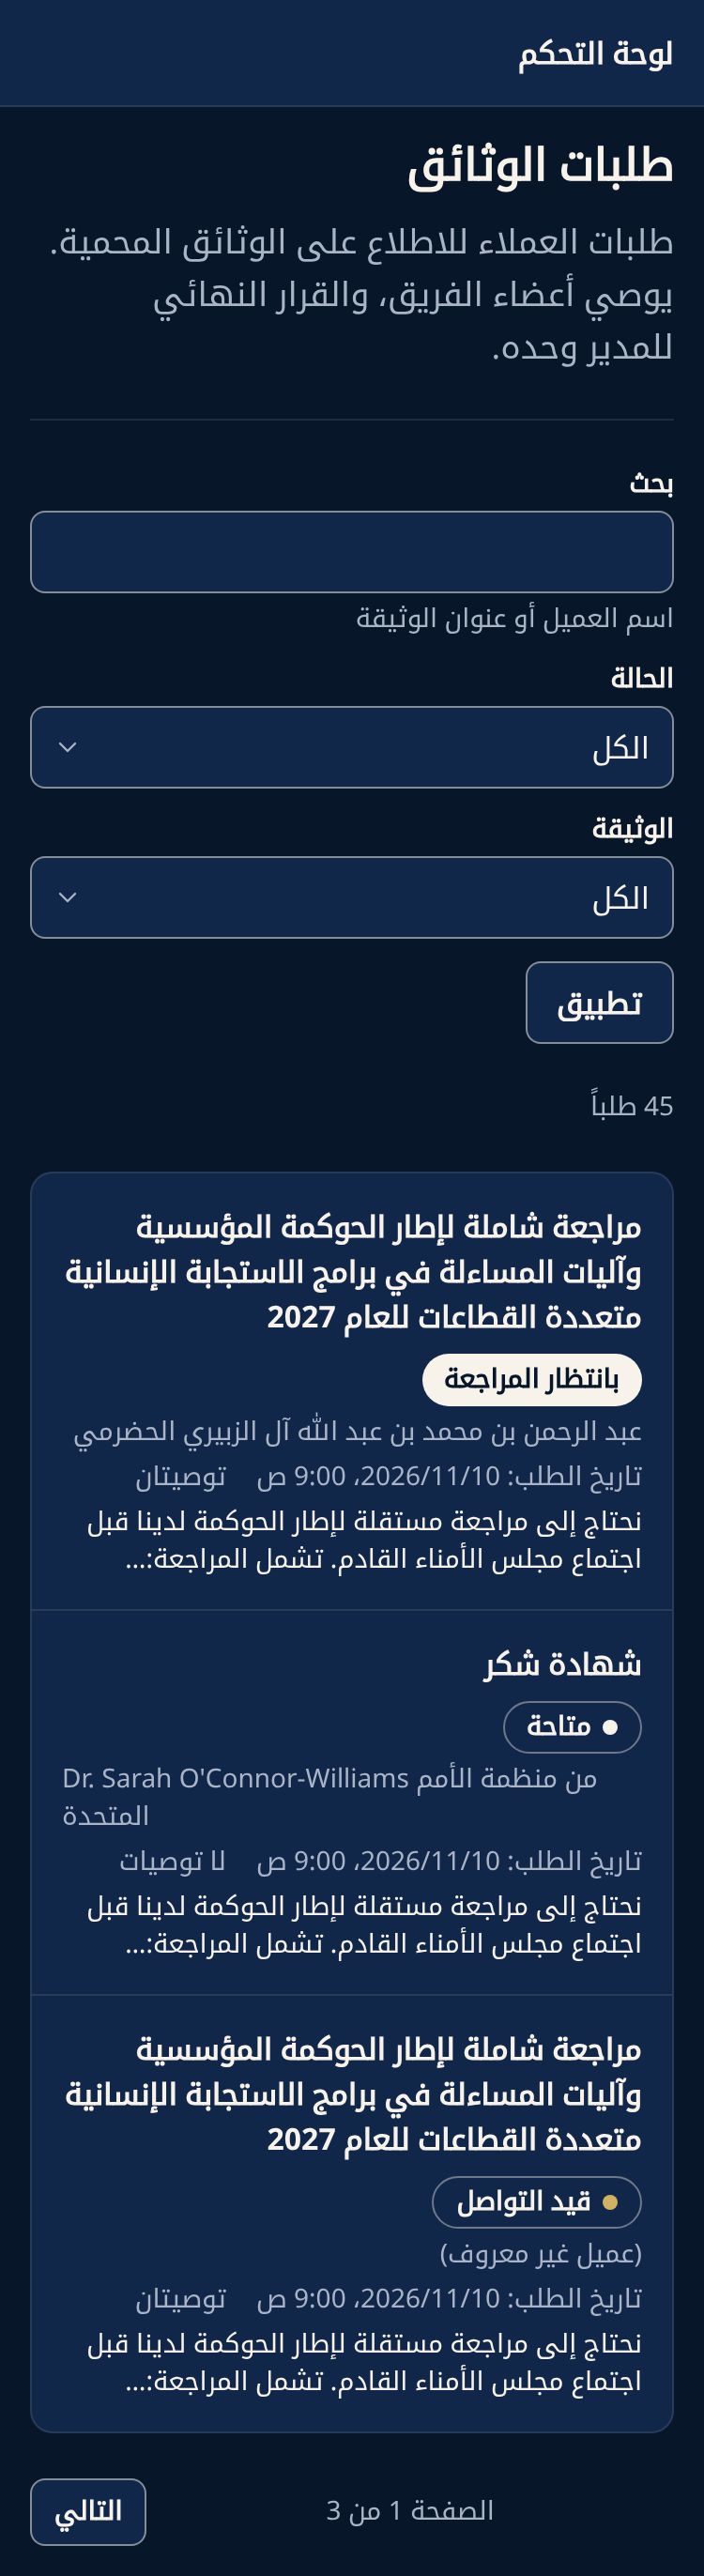 لوحة التحكم
طلبات الوثائق
طلبات العملاء للاطلاع على الوثائق المحمية.
يوصي أعضاء الفريق، والقرار النهائي
للمدير وحده.
بحث
اسم العميل أو عنوان الوثيقة
الحالة
الكل
الوثيقة
الكل
تطبيق
45 طلباً
مراجعة شاملة لإطار الحوكمة المؤسسية
وآليات المساءلة في برامج الاستجابة الإنسانية
متعددة القطاعات للعام 2027
بانتظار المراجعة
عبد الرحمن بن محمد بن عبد الله آل الزبيري الحضرمي
تاريخ الطلب: 2026/11/10، 9:00 ص توصيتان
نحتاج إلى مراجعة مستقلة لإطار الحوكمة لدينا قبل
اجتماع مجلس الأمناء القادم. تشمل المراجعة:...
شهادة شكر
متاحة
Dr. Sarah O'Connor-Williams من منظمة الأمم
المتحدة
تاريخ الطلب: 2026/11/10، 9:00 ص لا توصيات
نحتاج إلى مراجعة مستقلة لإطار الحوكمة لدينا قبل
اجتماع مجلس الأمناء القادم. تشمل المراجعة:...
مراجعة شاملة لإطار الحوكمة المؤسسية
وآليات المساءلة في برامج الاستجابة الإنسانية
متعددة القطاعات للعام 2027
قيد التواصل
(عميل غير معروف)
تاريخ الطلب: 2026/11/10، 9:00 ص توصيتان
نحتاج إلى مراجعة مستقلة لإطار الحوكمة لدينا قبل
اجتماع مجلس الأمناء القادم. تشمل المراجعة:...
الصفحة 1 من 3
التالي